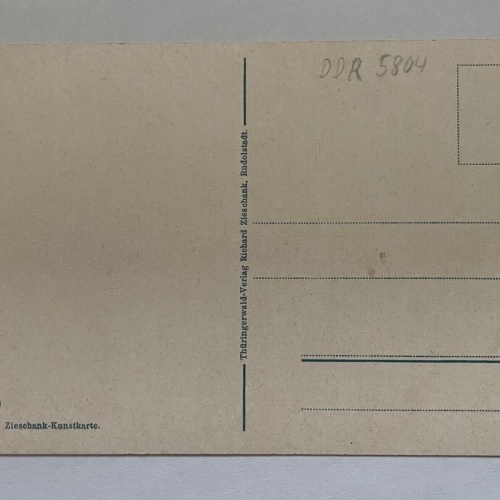 DDR 5804
Thüringerwald-Verlag Richard Zieschank, Rudolstadt.
Zieschank-Kunstkarte.